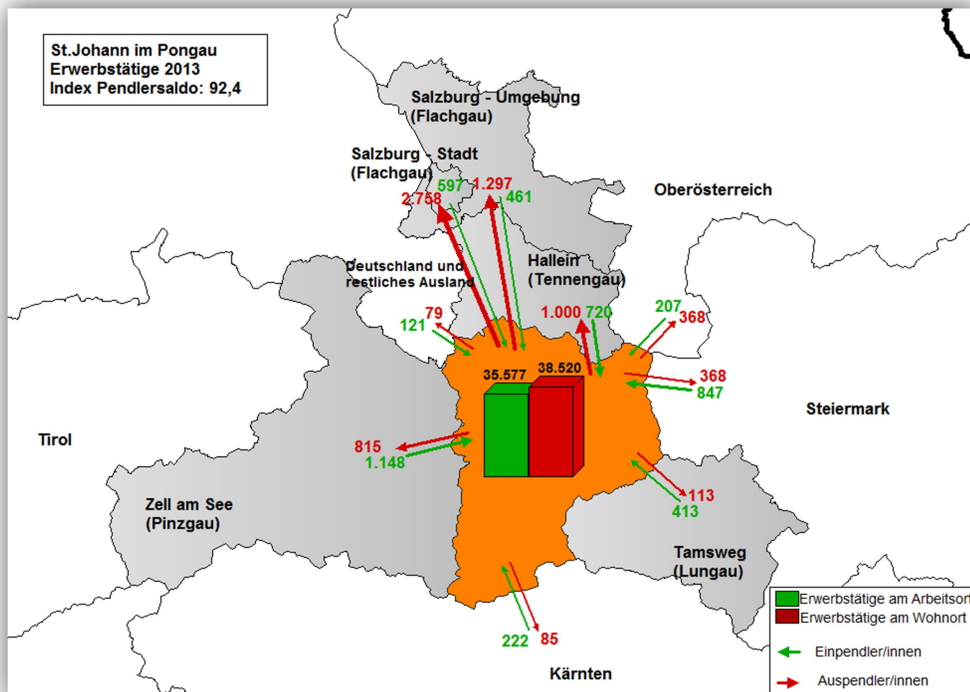 St.Johann im Pongau
Erwerbstätige 2013
Index Pendlersaldo: 92,4
Salzburg - Umgebung
(Flachgau)
Salzburg - Stadt
(Flachgau)
597
1.297
2.758
461
Oberösterreich
Deutschland und
restliches Ausland
Hallein
(Tennengau)
79
121
1.000
720
207
368
35.577
38.520
368
847
Steiermark
Tirol
815
1.148
113
413
Zell am See
(Pinzgau)
Tamsweg
(Lungau)
222
85
Kärnten
Erwerbstätige am Arbeitsort
Erwerbstätige am Wohnort
Einpendler/innen
Auspendler/innen